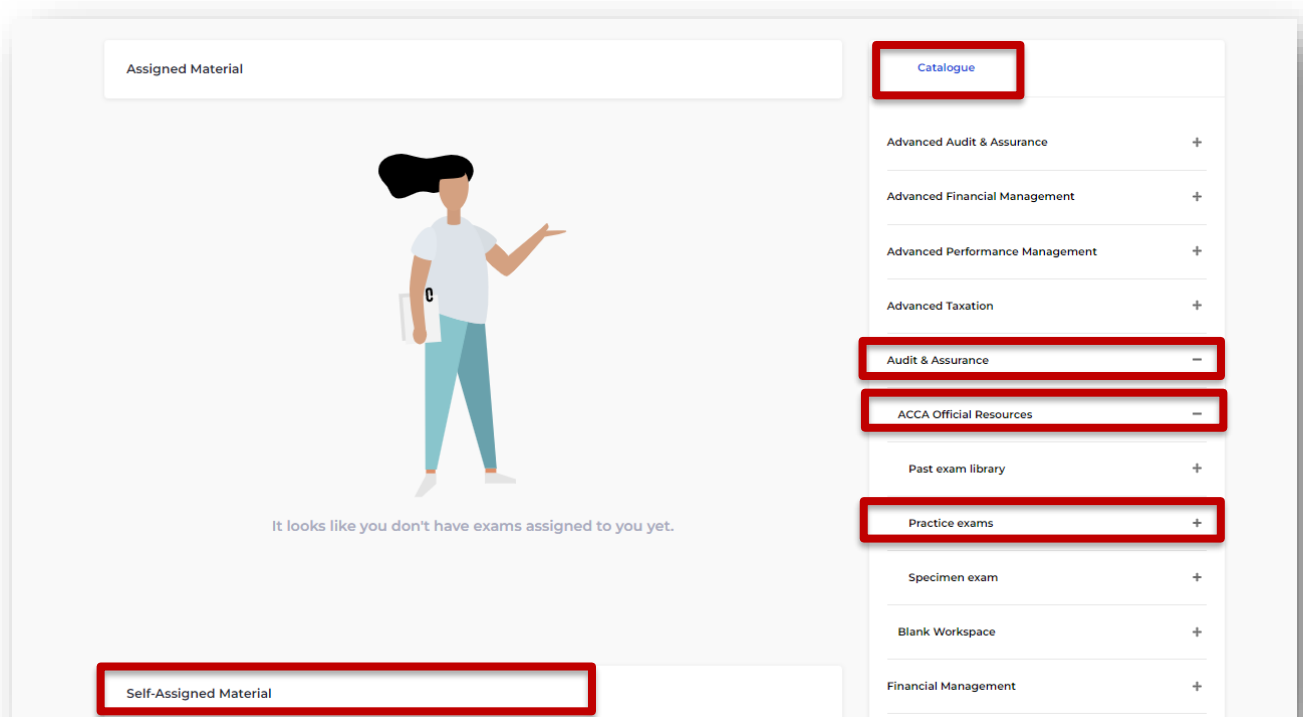 Assigned Material
It looks like you don't have exams assigned to you yet.
Self-Assigned Material
Catalogue
Advanced Audit & Assurance +
Advanced Financial Management +
Advanced Performance Management +
Advanced Taxation +
Audit & Assurance −
ACCA Official Resources −
Past exam library +
Practice exams +
Specimen exam +
Blank Workspace +
Financial Management +